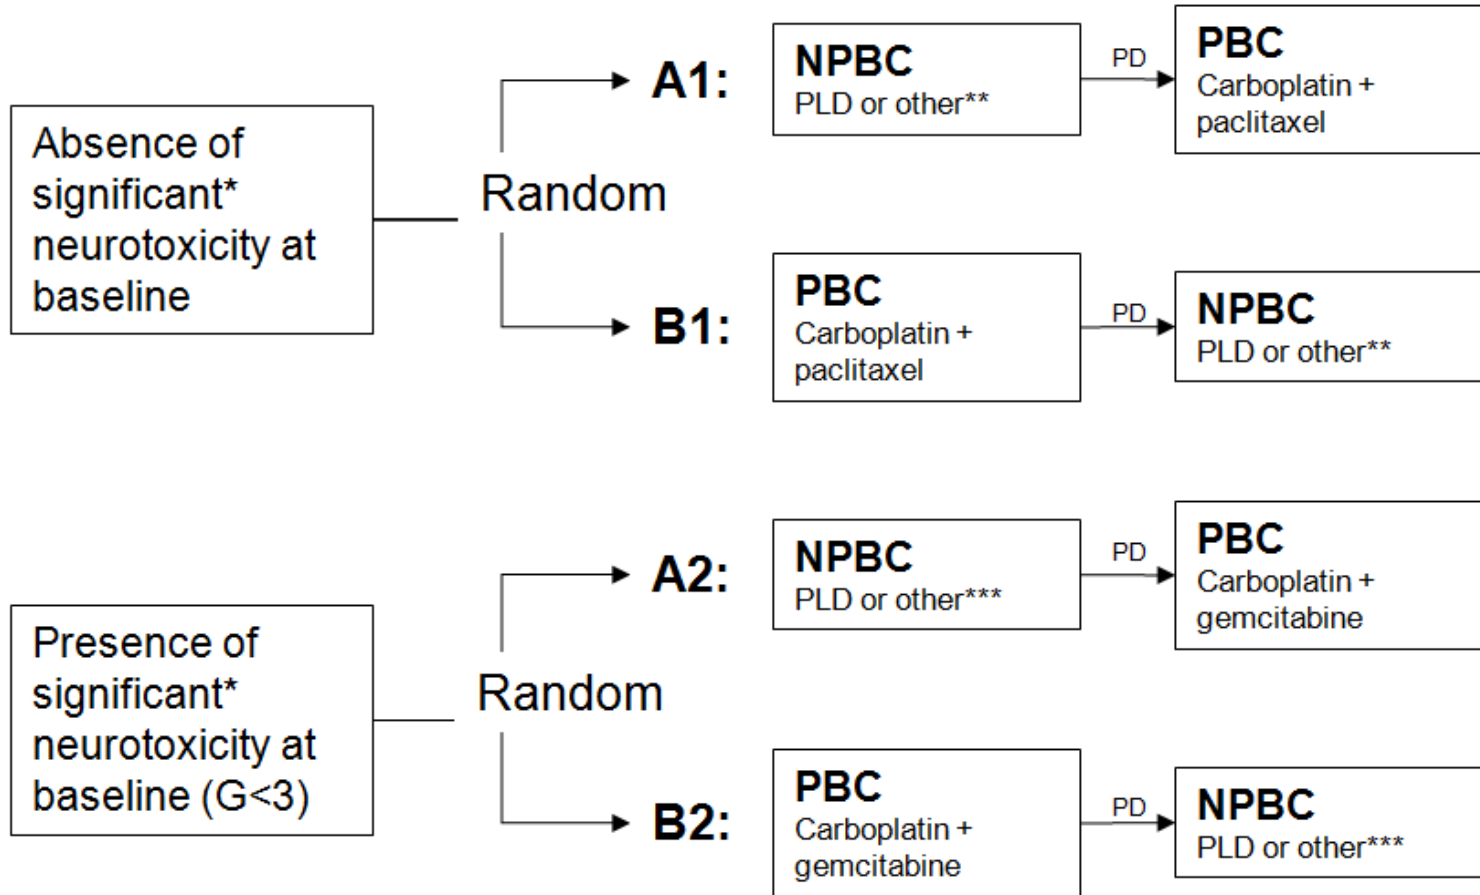 Absence of
significant*
neurotoxicity at
baseline
Random
A1:
NPBC
PLD or other**
PD
PBC
Carboplatin +
paclitaxel
B1:
PBC
Carboplatin +
paclitaxel
PD
NPBC
PLD or other**
Presence of
significant*
neurotoxicity at
baseline (G<3)
Random
A2:
NPBC
PLD or other***
PD
PBC
Carboplatin +
gemcitabine
B2:
PBC
Carboplatin +
gemcitabine
PD
NPBC
PLD or other***